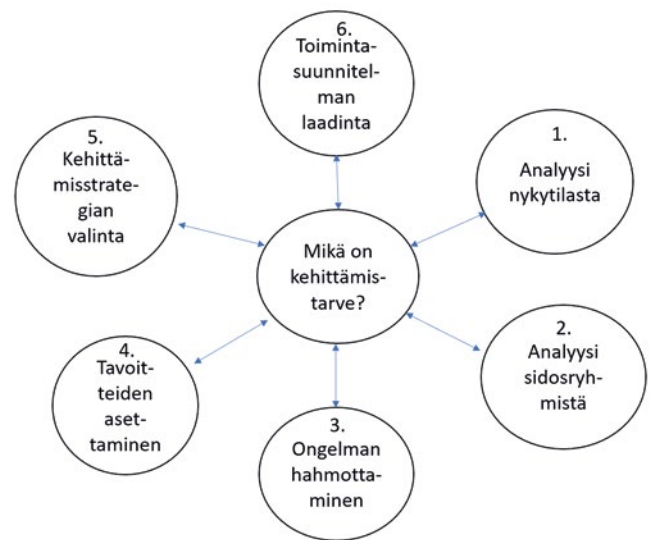 6.
Toiminta-
suunnitel-
man
laadinta
5.
Kehittä-
misstrate-
gian
valinta
1.
Analyysi
nykytilasta
Mikä on
kehittämis-
tarve?
4.
Tavoit-
teiden
aset-
taminen
2.
Analyysi
sidosryh-
mistä
3.
Ongelman
hahmotta-
minen